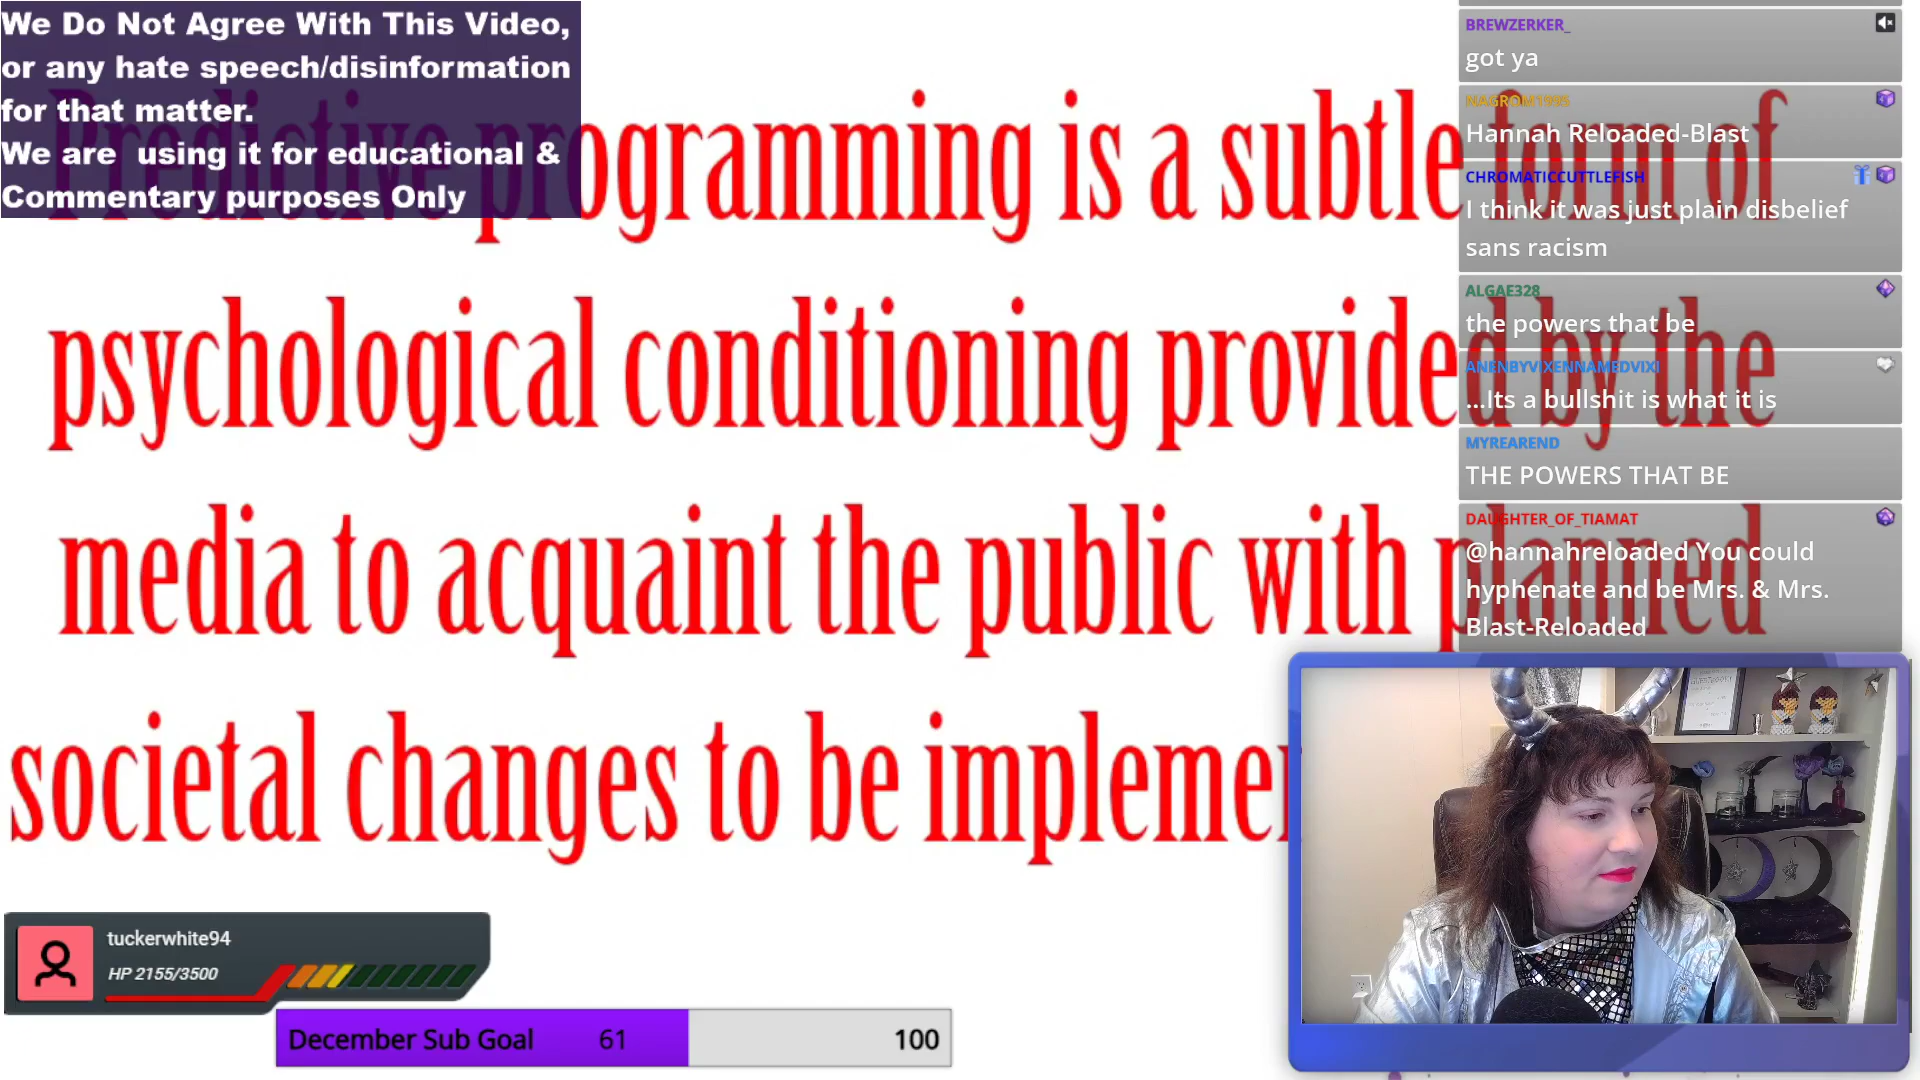 We Do Not Agree With This Video,
or any hate speech/disinformation
for that matter.
We are using it for educational &
Commentary purposes Only
Predictive programming is a subtle form of
psychological conditioning provided by the
media to acquaint the public with planned
societal changes to be implemen
BREWZERKER_
got ya
NAGROM1995
Hannah Reloaded-Blast
CHROMATICCUTTLEFISH
I think it was just plain disbelief
sans racism
ALGAE328
the powers that be
ANENBYVIXENNAMEDVIXI
...Its a bullshit is what it is
MYREAREND
THE POWERS THAT BE
DAUGHTER_OF_TIAMAT
@hannahreloaded You could
hyphenate and be Mrs. & Mrs.
Blast-Reloaded
tuckerwhite94
HP 2155/3500
December Sub Goal 61 100